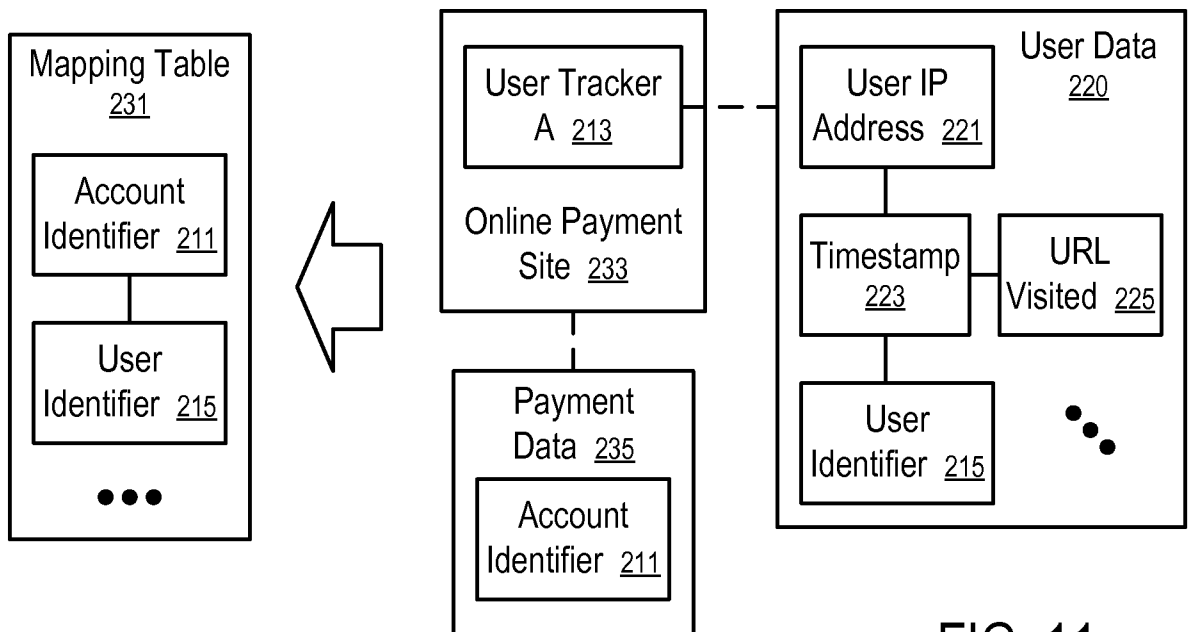 Mapping Table
231
Account
Identifier 211
User
Identifier 215
User Tracker
A 213
Online Payment
Site 233
Payment
Data 235
Account
Identifier 211
User Data
220
User IP
Address 221
Timestamp
223
URL
Visited 225
User
Identifier 215
FIG. 11